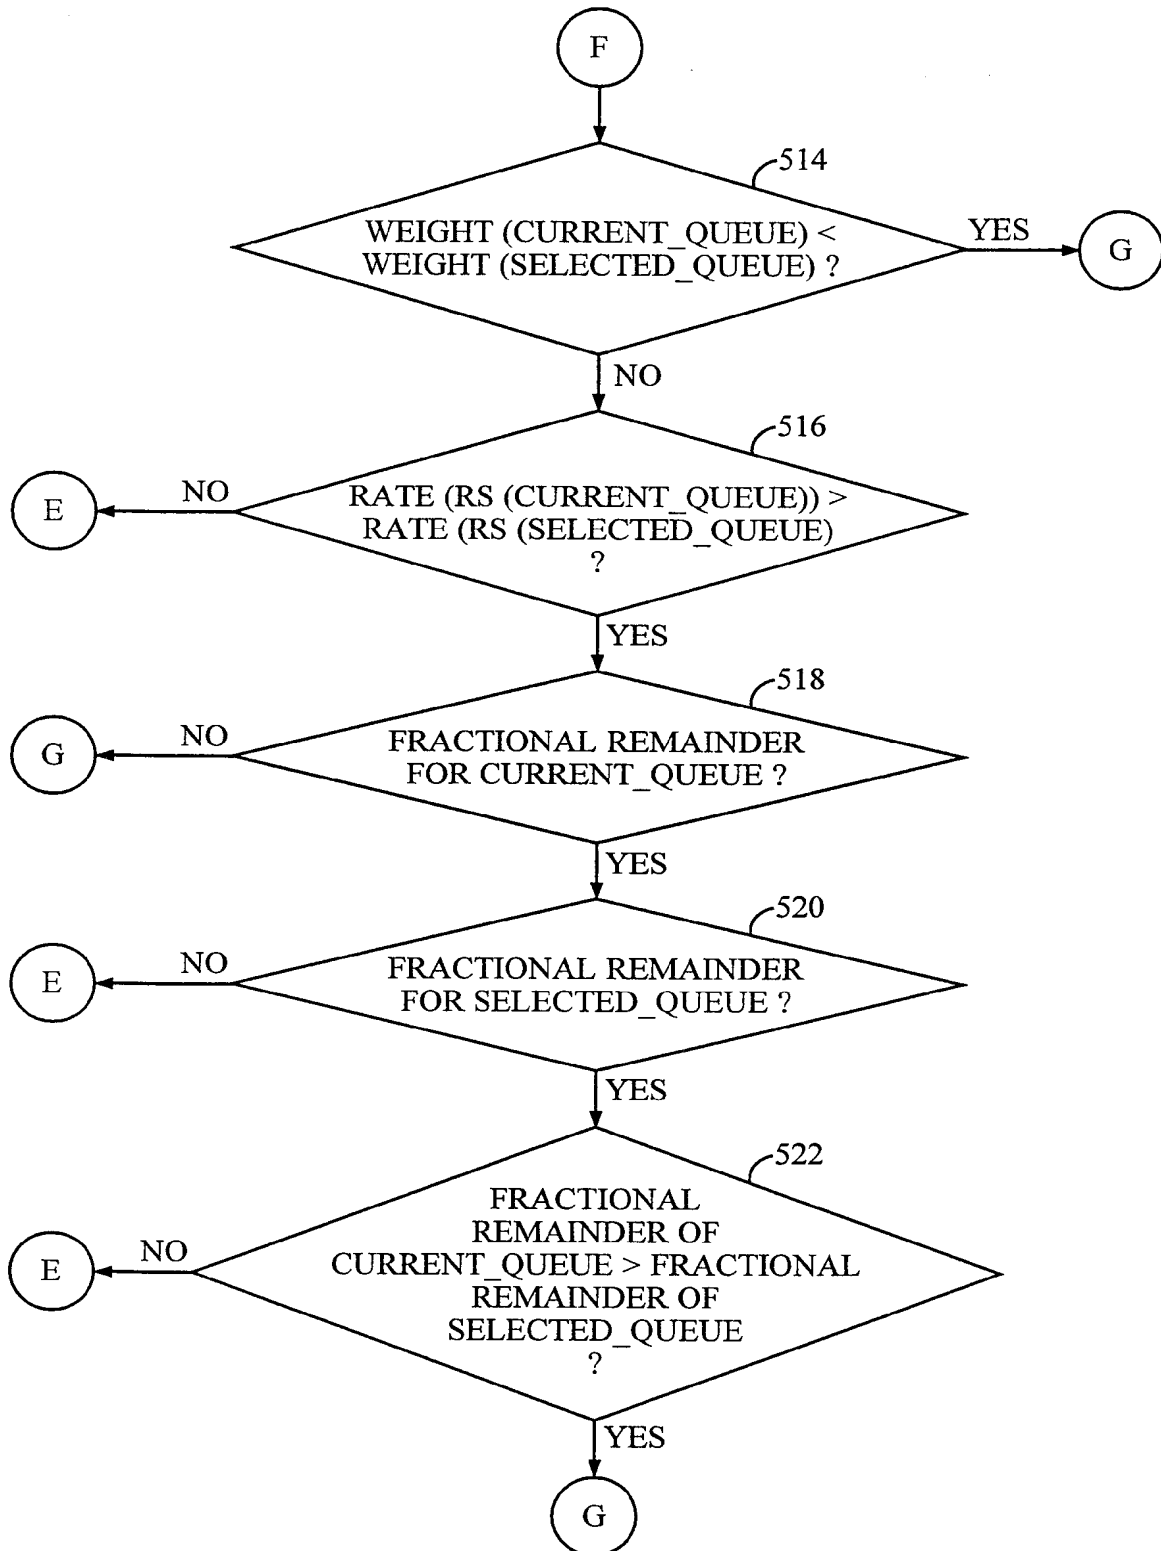 F
514
WEIGHT (CURRENT_QUEUE) <
WEIGHT (SELECTED_QUEUE) ?
YES
G
NO
516
RATE (RS (CURRENT_QUEUE)) >
RATE (RS (SELECTED_QUEUE)
?
NO
E
YES
518
FRACTIONAL REMAINDER
FOR CURRENT_QUEUE ?
NO
G
YES
520
FRACTIONAL REMAINDER
FOR SELECTED_QUEUE ?
NO
E
YES
522
FRACTIONAL
REMAINDER OF
CURRENT_QUEUE > FRACTIONAL
REMAINDER OF
SELECTED_QUEUE
?
NO
E
YES
G